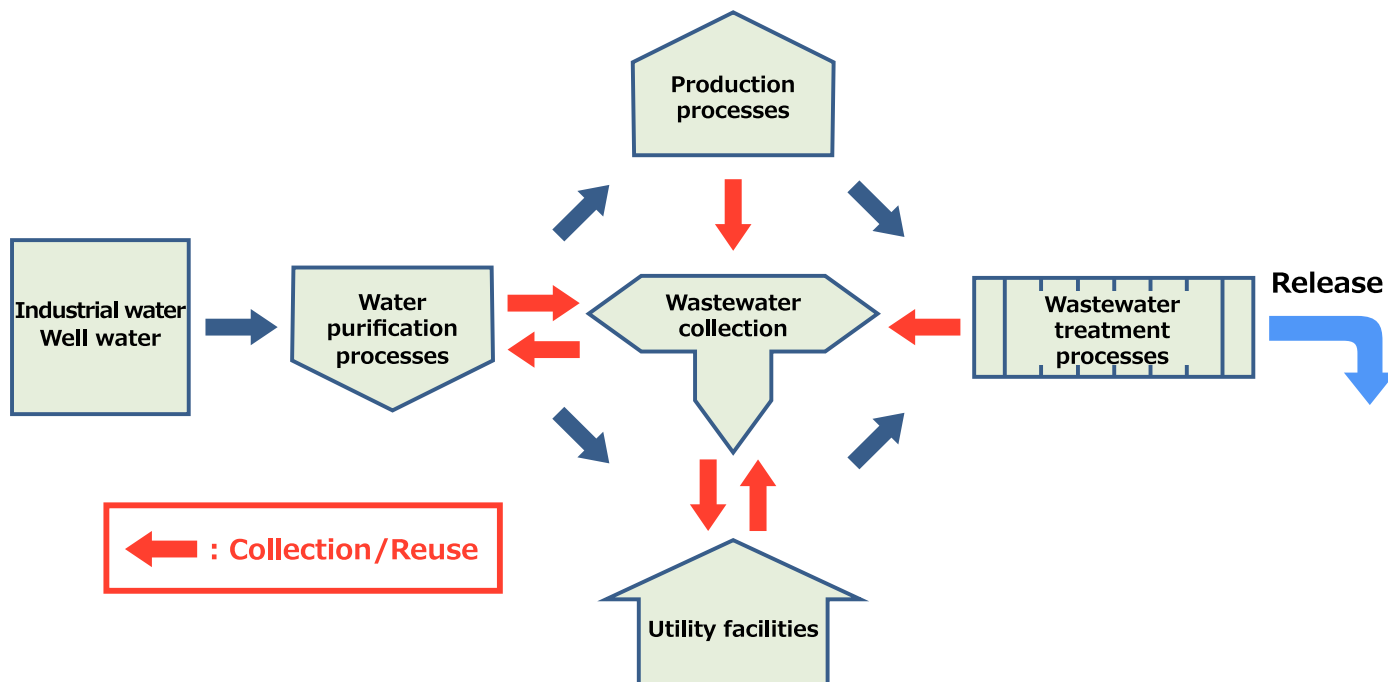 Production
processes
Industrial water
Well water
Water
purification
processes
Wastewater
collection
Wastewater
treatment
processes
Release
: Collection/Reuse
Utility facilities